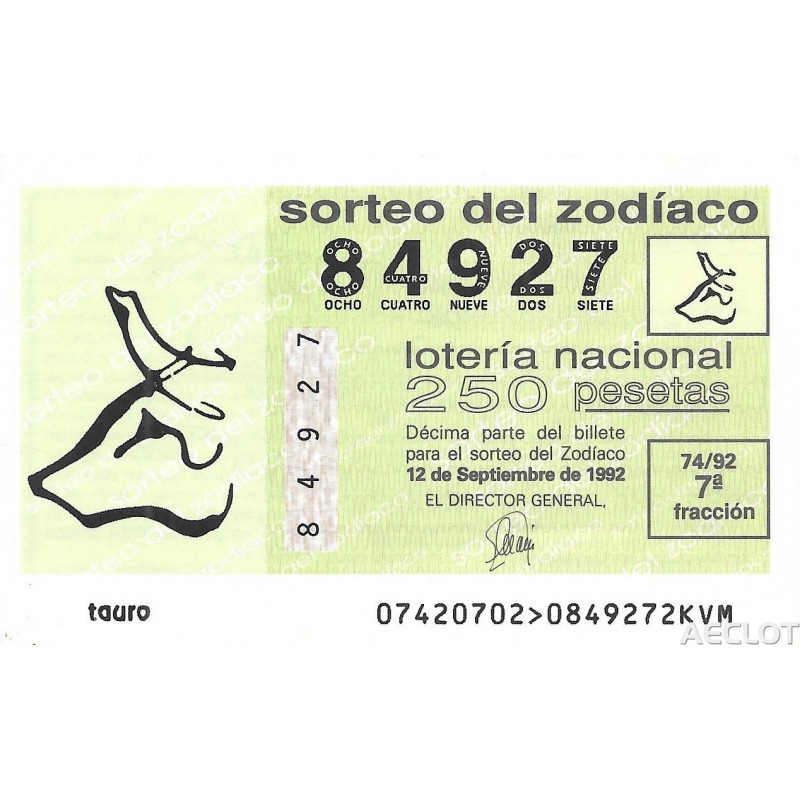 sorteo del zodíaco
84927
OCHO CUATRO NUEVE DOS SIETE
84927
lotería nacional
250 pesetas
Décima parte del billete
para el sorteo del Zodíaco
12 de Septiembre de 1992
EL DIRECTOR GENERAL,
74/92
7ª
fracción
tauro
07420702>0849272KVM
AECLOT